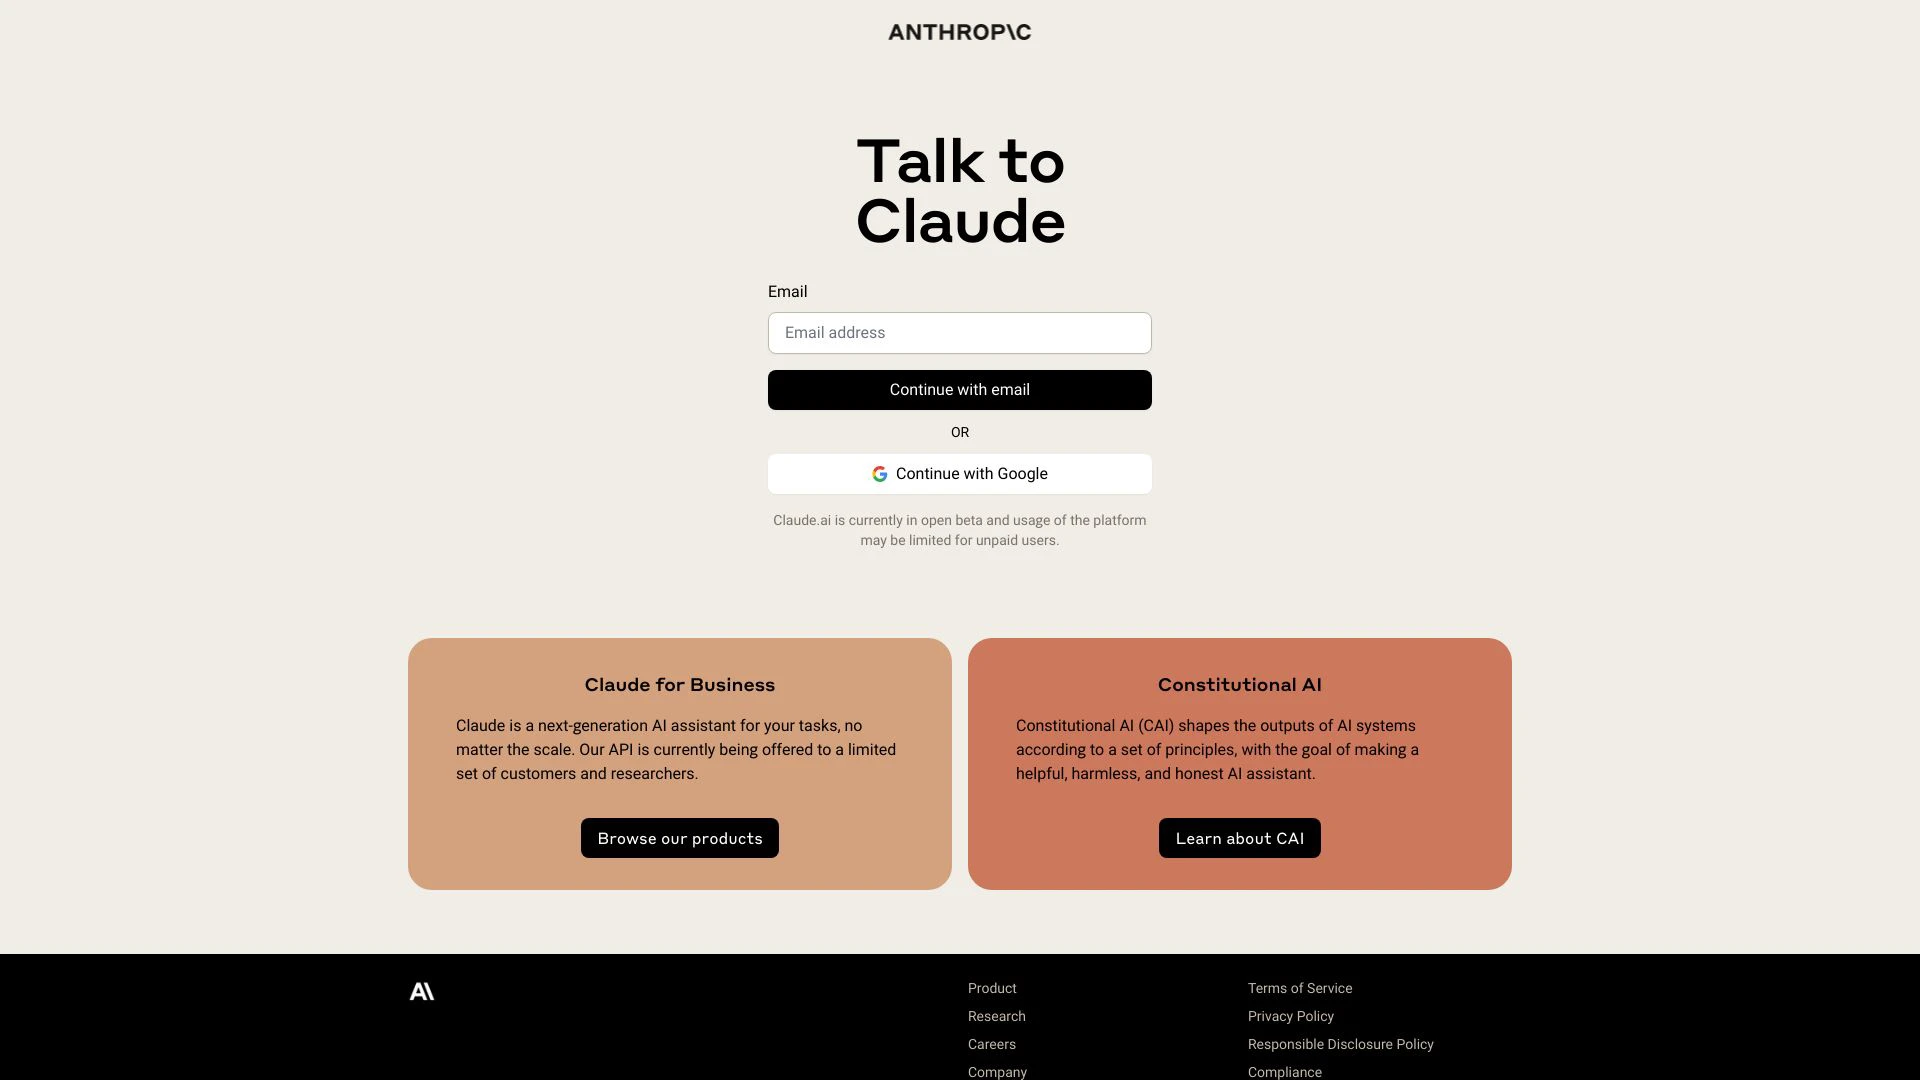 ANTHROP\C
Talk to
Claude
Email
Email address
Continue with email
OR
Continue with Google
Claude.ai is currently in open beta and usage of the platform
may be limited for unpaid users.
Claude for Business
Claude is a next-generation AI assistant for your tasks, no
matter the scale. Our API is currently being offered to a limited
set of customers and researchers.
Browse our products
Constitutional AI
Constitutional AI (CAI) shapes the outputs of AI systems
according to a set of principles, with the goal of making a
helpful, harmless, and honest AI assistant.
Learn about CAI
A\
Product
Research
Careers
Company
Terms of Service
Privacy Policy
Responsible Disclosure Policy
Compliance